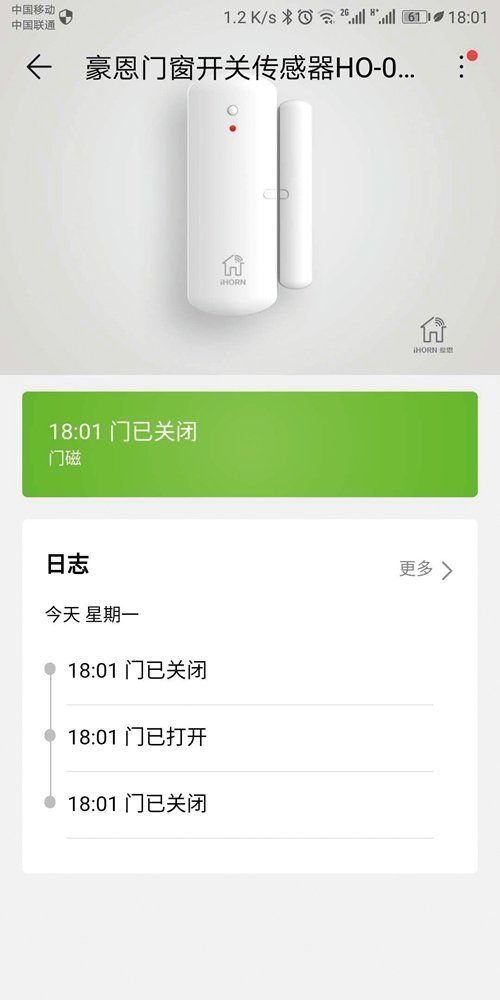 中国移动
中国联通
1.2 K/s 2G H+ 61 18:01
豪恩门窗开关传感器HO-0...
iHORN
iHORN 豪恩
18:01 门已关闭
门磁
日志
更多
今天 星期一
18:01 门已关闭
18:01 门已打开
18:01 门已关闭